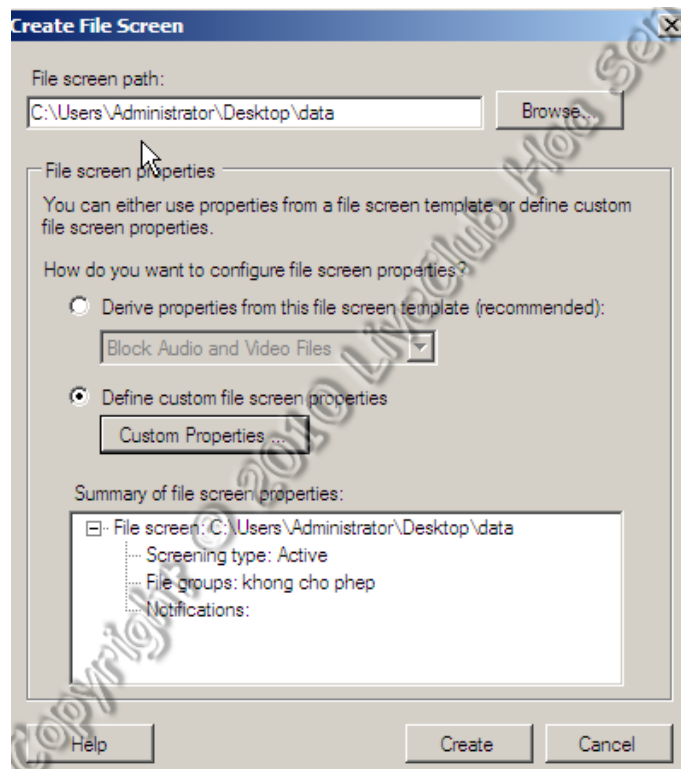 Create File Screen
File screen path:
C:\Users\Administrator\Desktop\data
Browse...
File screen properties
You can either use properties from a file screen template or define custom
file screen properties.
How do you want to configure file screen properties?
Derive properties from this file screen template (recommended):
Block Audio and Video Files
Define custom file screen properties
Custom Properties ...
Summary of file screen properties:
File screen: C:\Users\Administrator\Desktop\data
Screening type: Active
File groups: khong cho phep
Notifications:
Help
Create
Cancel
Copyright © 2010 LiveClub Hoa Sen